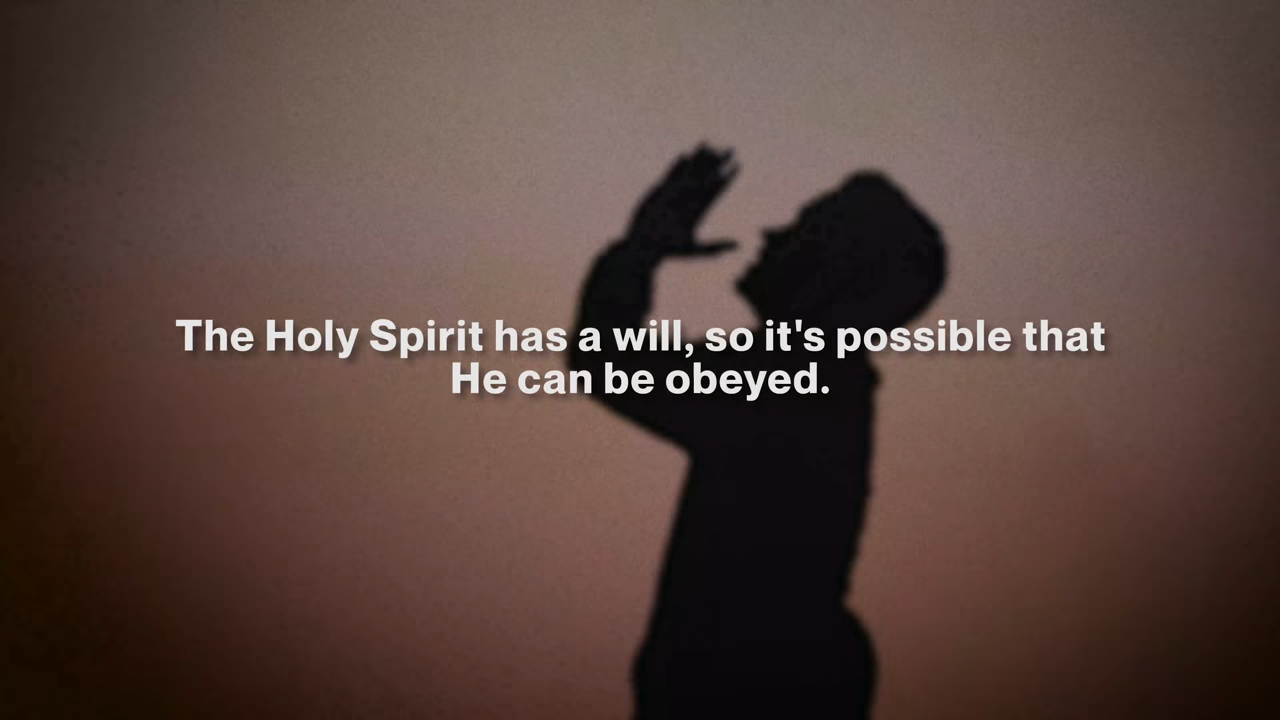 The Holy Spirit has a will, so it's possible that
He can be obeyed.